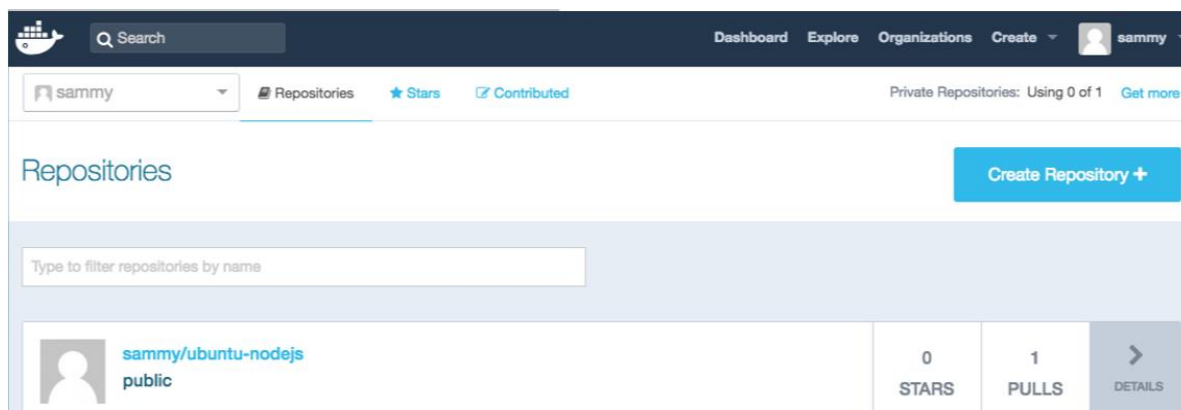 Search Dashboard Explore Organizations Create sammy
sammy Repositories Stars Contributed Private Repositories: Using 0 of 1 Get more
Repositories
Create Repository +
Type to filter repositories by name
sammy/ubuntu-nodejs
public
0 STARS
1 PULLS
DETAILS